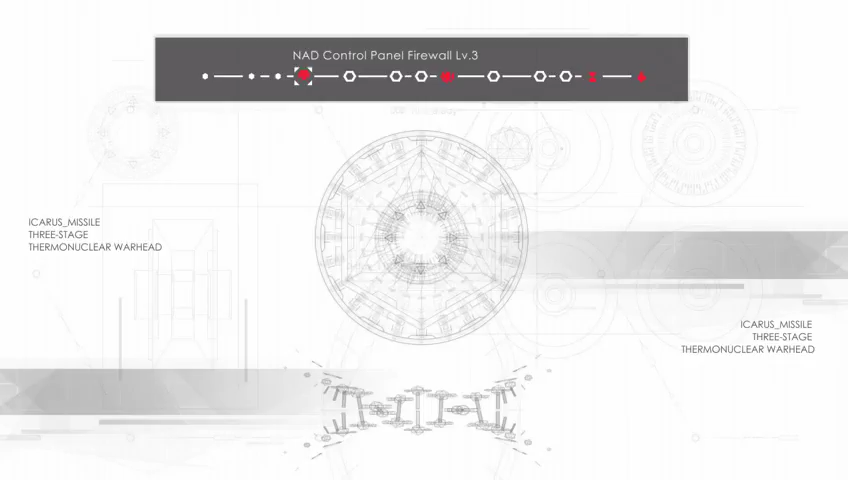 NAD Control Panel Firewall Lv.3
ICARUS_MISSILE
THREE-STAGE
THERMONUCLEAR WARHEAD
ICARUS_MISSILE
THREE-STAGE
THERMONUCLEAR WARHEAD